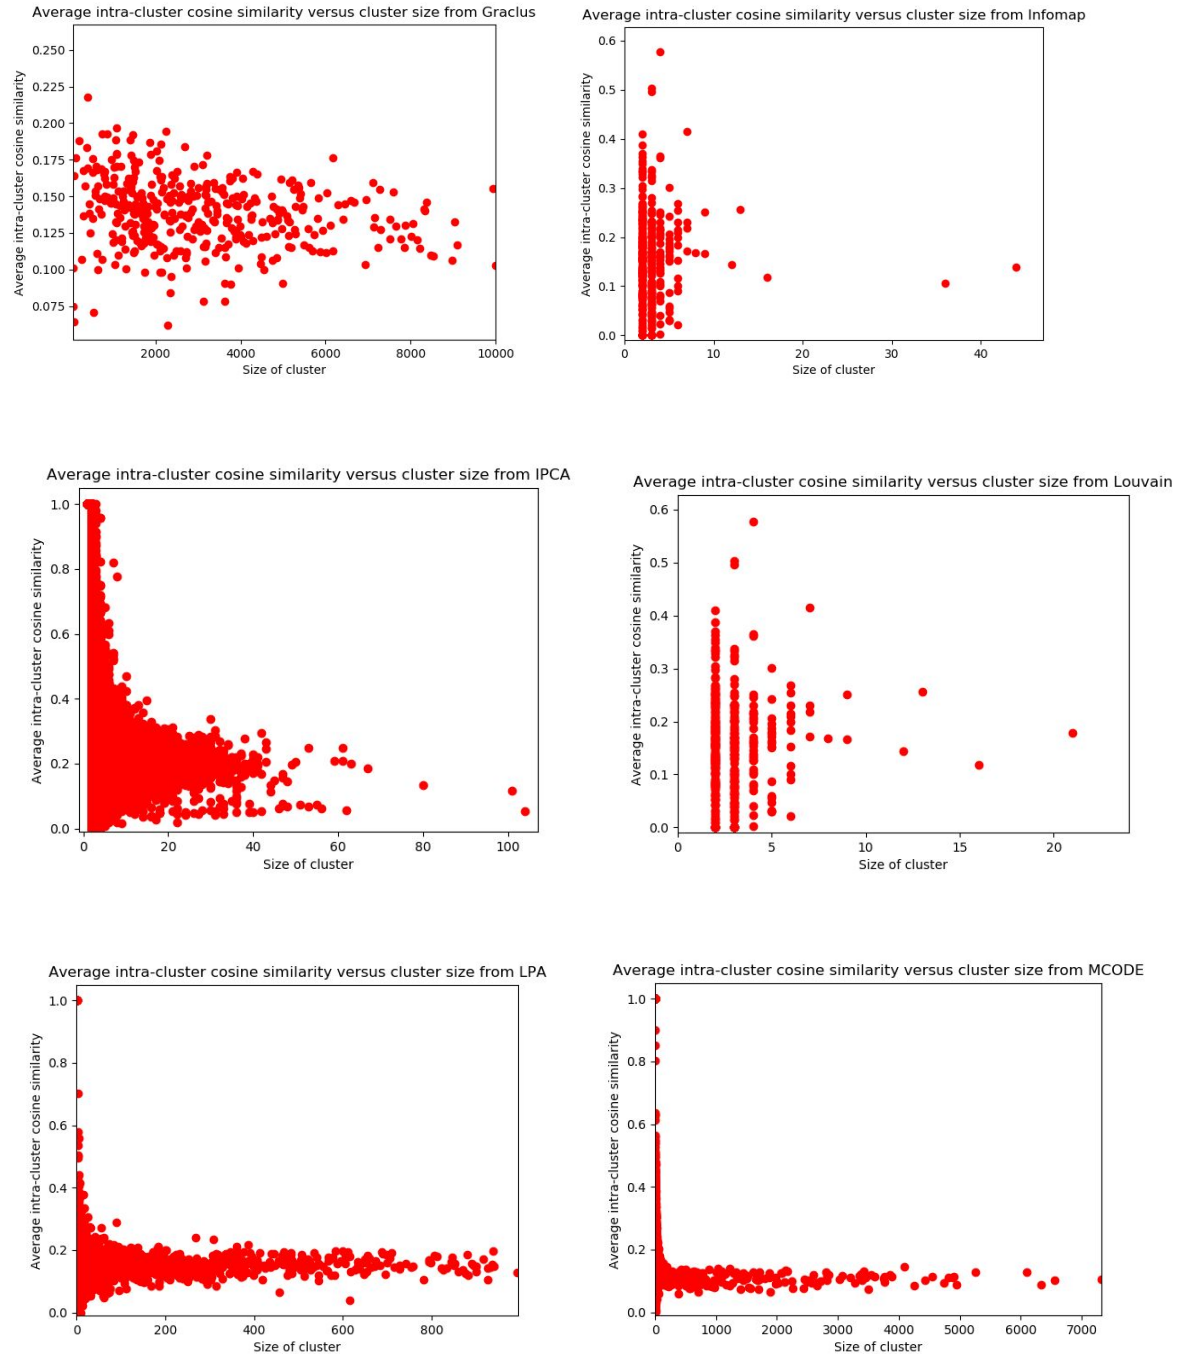 Average intra-cluster cosine similarity versus cluster size from Graclus
Average intra-cluster cosine similarity
0.250
0.225
0.200
0.175
0.150
0.125
0.100
0.075
2000 4000 6000 8000 10000
Size of cluster
Average intra-cluster cosine similarity versus cluster size from Infomap
Average intra-cluster cosine similarity
0.6
0.5
0.4
0.3
0.2
0.1
0.0
0 10 20 30 40
Size of cluster
Average intra-cluster cosine similarity versus cluster size from IPCA
Average intra-cluster cosine similarity
1.0
0.8
0.6
0.4
0.2
0.0
0 20 40 60 80 100
Size of cluster
Average intra-cluster cosine similarity versus cluster size from Louvain
Average intra-cluster cosine similarity
0.6
0.5
0.4
0.3
0.2
0.1
0.0
0 5 10 15 20
Size of cluster
Average intra-cluster cosine similarity versus cluster size from LPA
Average intra-cluster cosine similarity
1.0
0.8
0.6
0.4
0.2
0.0
0 200 400 600 800
Size of cluster
Average intra-cluster cosine similarity versus cluster size from MCODE
Average intra-cluster cosine similarity
1.0
0.8
0.6
0.4
0.2
0.0
0 1000 2000 3000 4000 5000 6000 7000
Size of cluster